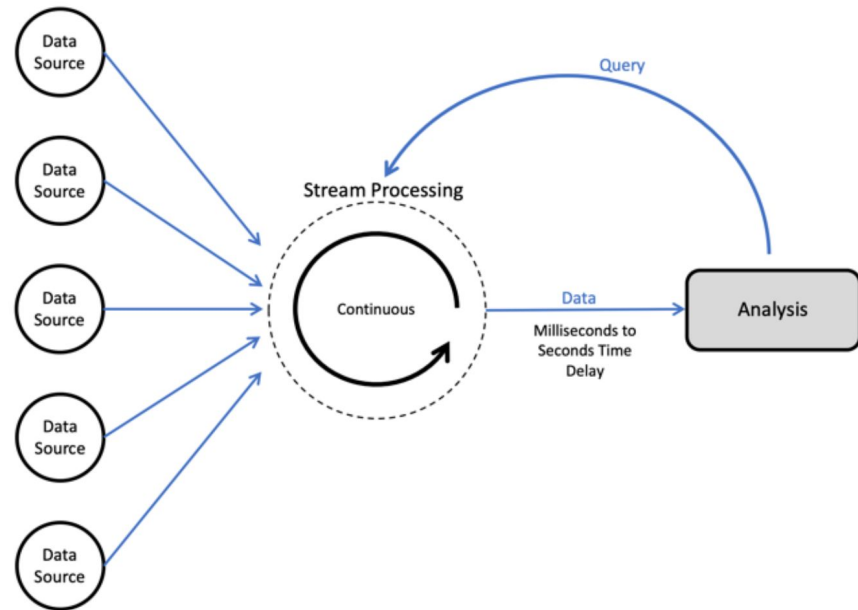 Data
Source
Data
Source
Data
Source
Data
Source
Data
Source
Query
Stream Processing
Continuous
Data
Milliseconds to
Seconds Time
Delay
Analysis